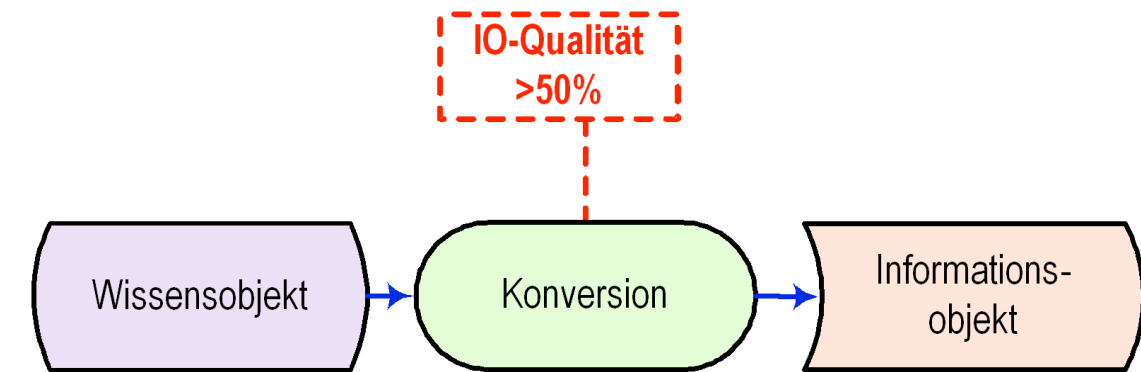 IO-Qualität
>50%
Wissensobjekt
Konversion
Informations-
objekt